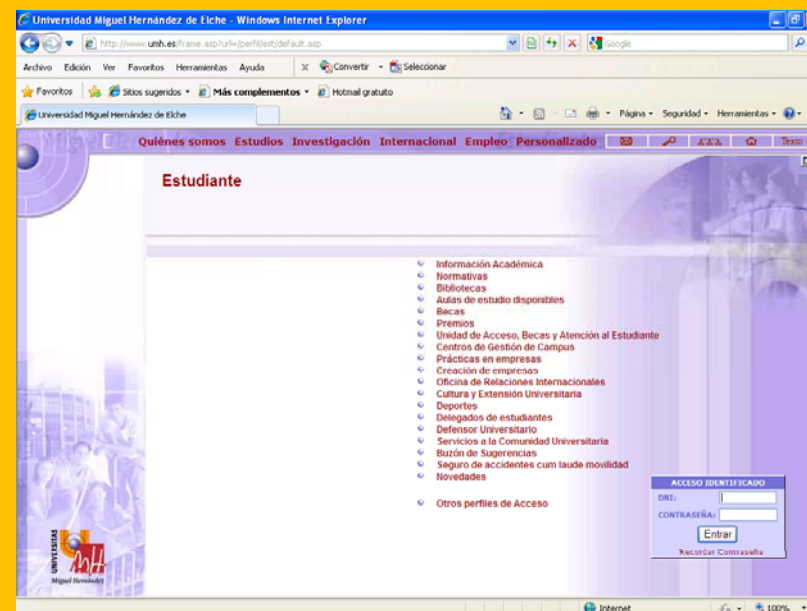 Universidad Miguel Hernández de Elche - Windows Internet Explorer
http://www.umh.es/frame.asp?url=/perfil/est/default.asp
Google
Archivo Edición Ver Favoritos Herramientas Ayuda x Convertir Seleccionar
Favoritos Sitios sugeridos Más complementos Hotmail gratuito
Universidad Miguel Hernández de Elche
Página Seguridad Herramientas
Quiénes somos Estudios Investigación Internacional Empleo Personalizado Texto
Estudiante
Información Académica
Normativas
Bibliotecas
Aulas de estudio disponibles
Becas
Premios
Unidad de Acceso, Becas y Atención al Estudiante
Centros de Gestión de Campus
Prácticas en empresas
Creación de empresas
Oficina de Relaciones Internacionales
Cultura y Extensión Universitaria
Deportes
Delegados de estudiantes
Defensor Universitario
Servicios a la Comunidad Universitaria
Buzón de Sugerencias
Seguro de accidentes cum laude movilidad
Novedades
Otros perfiles de Acceso
ACCESO IDENTIFICADO
DNI:
CONTRASEÑA:
Entrar
Recordar Contraseña
UNIVERSITAS
MH
Miguel Hernández
Internet
100%